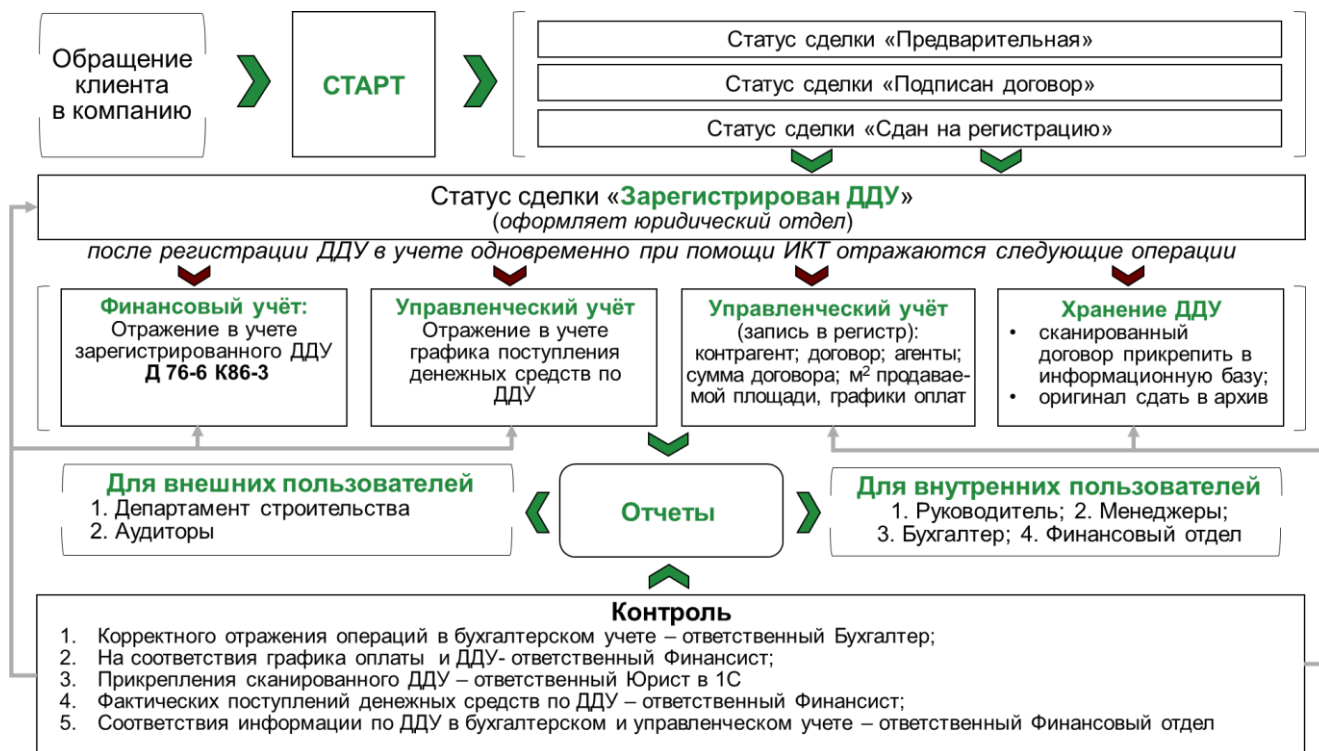 Обращение
клиента
в компанию
СТАРТ
Статус сделки «Предварительная»
Статус сделки «Подписан договор»
Статус сделки «Сдан на регистрацию»
Статус сделки «Зарегистрирован ДДУ»
(оформляет юридический отдел)
после регистрации ДДУ в учете одновременно при помощи ИКТ отражаются следующие операции
Финансовый учёт:
Отражение в учете
зарегистрированного ДДУ
Д 76-6 К86-3
Управленческий учёт
Отражение в учете
графика поступления
денежных средств по
ДДУ
Управленческий учёт
(запись в регистр):
контрагент; договор; агенты;
сумма договора; м² продавае-
мой площади, графики оплат
Хранение ДДУ
• сканированный
договор прикрепить в
информационную базу;
• оригинал сдать в архив
Для внешних пользователей
1. Департамент строительства
2. Аудиторы
Отчеты
Для внутренних пользователей
1. Руководитель; 2. Менеджеры;
3. Бухгалтер; 4. Финансовый отдел
Контроль
1. Корректного отражения операций в бухгалтерском учете – ответственный Бухгалтер;
2. На соответствия графика оплаты и ДДУ- ответственный Финансист;
3. Прикрепления сканированного ДДУ – ответственный Юрист в 1С
4. Фактических поступлений денежных средств по ДДУ – ответственный Финансист;
5. Соответствия информации по ДДУ в бухгалтерском и управленческом учете – ответственный Финансовый отдел